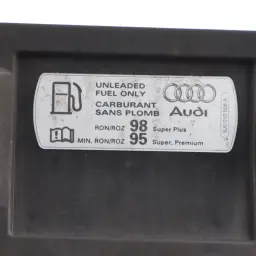 UNLEADED
FUEL ONLY
CARBURANT
SANS PLOMB
Audi
RON/ROZ 98 Super Plus
MIN. RON/ROZ 95 Super, Premium